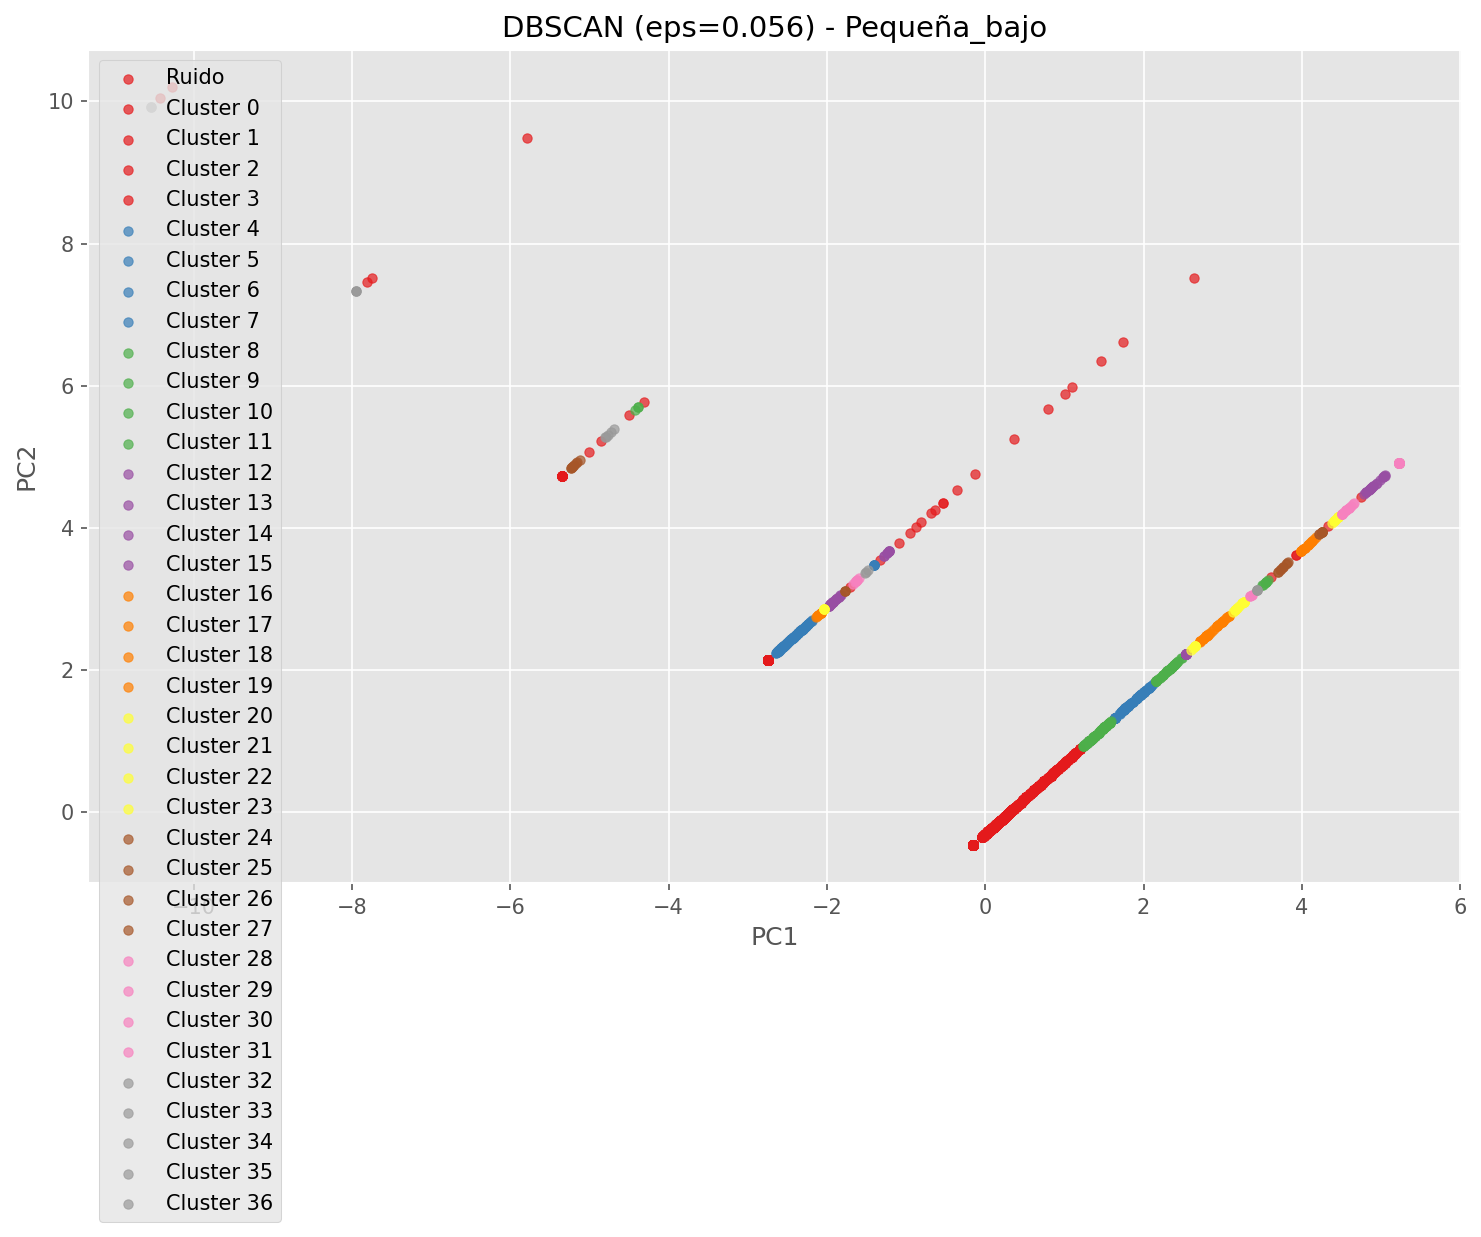 DBSCAN (eps=0.056) - Pequeña_bajo
PC2
10
8
6
4
2
0
Ruido
Cluster 0
Cluster 1
Cluster 2
Cluster 3
Cluster 4
Cluster 5
Cluster 6
Cluster 7
Cluster 8
Cluster 9
Cluster 10
Cluster 11
Cluster 12
Cluster 13
Cluster 14
Cluster 15
Cluster 16
Cluster 17
Cluster 18
Cluster 19
Cluster 20
Cluster 21
Cluster 22
Cluster 23
Cluster 24
Cluster 25
Cluster 26
Cluster 27
Cluster 28
Cluster 29
Cluster 30
Cluster 31
Cluster 32
Cluster 33
Cluster 34
Cluster 35
Cluster 36
−10 −8 −6 −4 −2 0 2 4 6
PC1